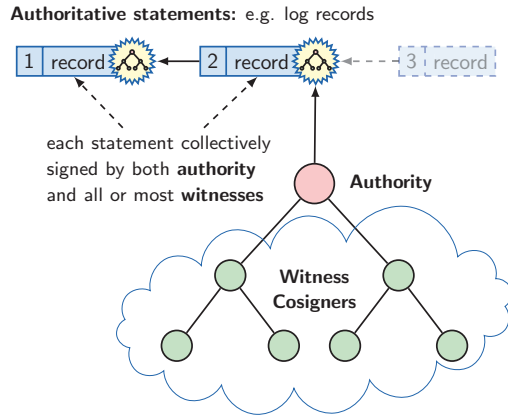 Authoritative statements: e.g. log records
1 record 2 record 3 record
each statement collectively
signed by both authority
and all or most witnesses
Authority
Witness
Cosigners